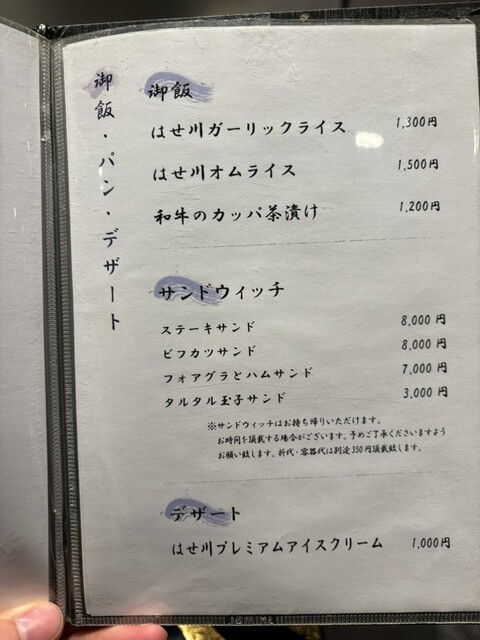 御飯・パン・デザート
御飯
はせ川ガーリックライス 1,300円
はせ川オムライス 1,500円
和牛のカッパ茶漬け 1,200円
サンドウィッチ
ステーキサンド 8,000円
ビフカツサンド 8,000円
フォアグラとハムサンド 7,000円
タルタル玉子サンド 3,000円
※サンドウィッチはお持ち帰りいただけます。
お時間を頂戴する場合がございます。予めご了承くださいますよう
お願い致します。折代・容器代は別途350円頂戴致します。
デザート
はせ川プレミアムアイスクリーム 1,000円